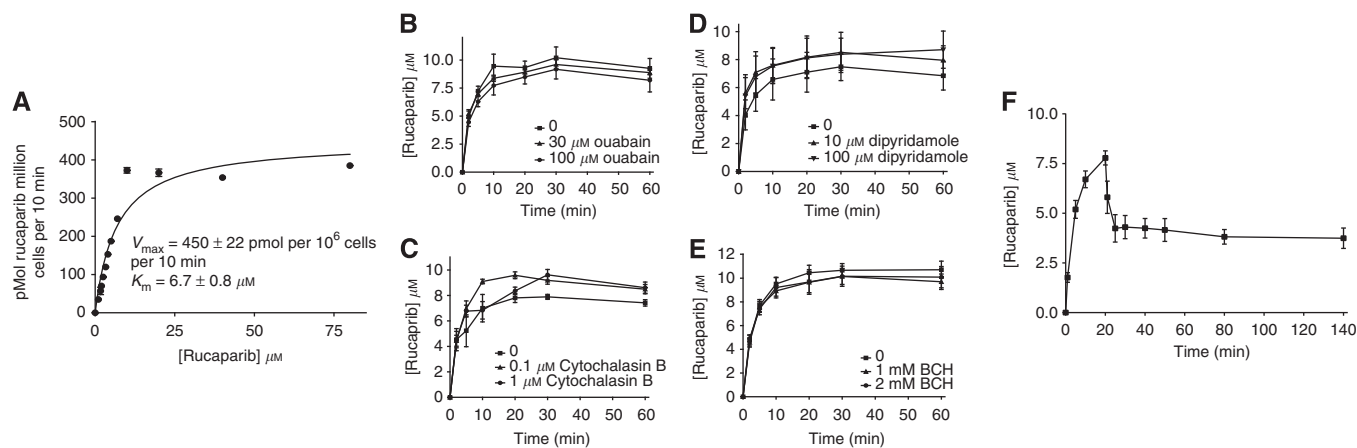 A
pMol rucaparib million
cells per 10 min
500
400
300
200
100
0
V max = 450 ± 22 pmol per 10⁶ cells
per 10 min
K m = 6.7 ± 0.8 μM
0 25 50 75
[Rucaparib] μM
B
[Rucaparib] μM
10.0
7.5
5.0
2.5
0.0
0
30 μM ouabain
100 μM ouabain
0 10 20 30 40 50 60
Time (min)
C
[Rucaparib] μM
10
8
6
4
2
0
0
0.1 μM Cytochalasin B
1 μM Cytochalasin B
0 10 20 30 40 50 60
Time (min)
D
[Rucaparib] μM
10
8
6
4
2
0
0
10 μM dipyridamole
100 μM dipyridamole
0 10 20 30 40 50 60
Time (min)
E
[Rucaparib] μM
12
10
8
6
4
2
0
0
1 mM BCH
2 mM BCH
0 10 20 30 40 50 60
Time (min)
F
[Rucaparib] μM
10.0
7.5
5.0
2.5
0.0
0 20 40 60 80 100 120 140
Time (min)